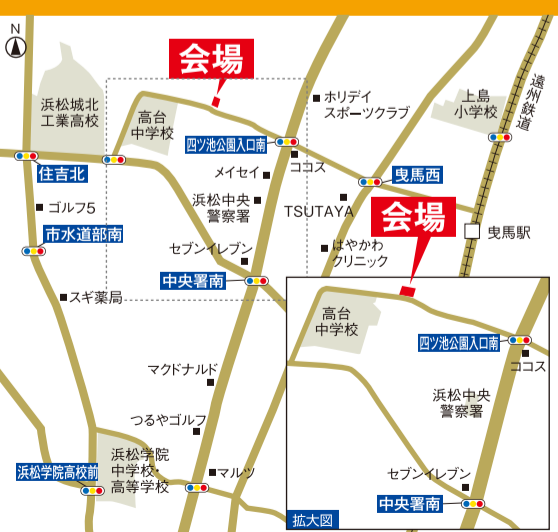 N
会場
浜松城北
工業高校
高台
中学校
ホリデイ
スポーツクラブ
上島
小学校
遠州鉄道
四ツ池公園入口南
ココス
住吉北
メイセイ
曳馬西
ゴルフ5
浜松中央
警察署
TSUTAYA
会場
曳馬駅
市水道部南
セブンイレブン
はやかわ
クリニック
中央署南
スギ薬局
マクドナルド
つるやゴルフ
浜松学院
中学校・
高等学校
浜松学院高校前
マルツ
高台
中学校
四ツ池公園入口南
ココス
浜松中央
警察署
セブンイレブン
中央署南
拡大図